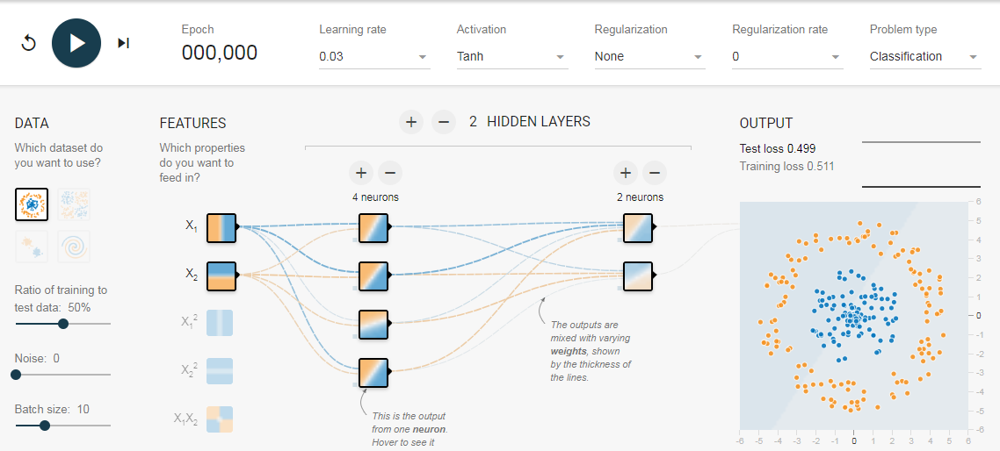 Epoch
000,000
Learning rate
0.03
Activation
Tanh
Regularization
None
Regularization rate
0
Problem type
Classification
DATA
Which dataset do
you want to use?
Ratio of training to
test data: 50%
Noise: 0
Batch size: 10
FEATURES
Which properties
do you want to
feed in?
X1
X2
X1²
X2²
X1X2
+ − 2 HIDDEN LAYERS
+ −
4 neurons
+ −
2 neurons
The outputs are
mixed with varying
weights, shown
by the thickness of
the lines.
This is the output
from one neuron.
Hover to see it
OUTPUT
Test loss 0.499
Training loss 0.511
6
5
4
3
2
1
0
-1
-2
-3
-4
-5
-6
-6 -5 -4 -3 -2 -1 0 1 2 3 4 5 6